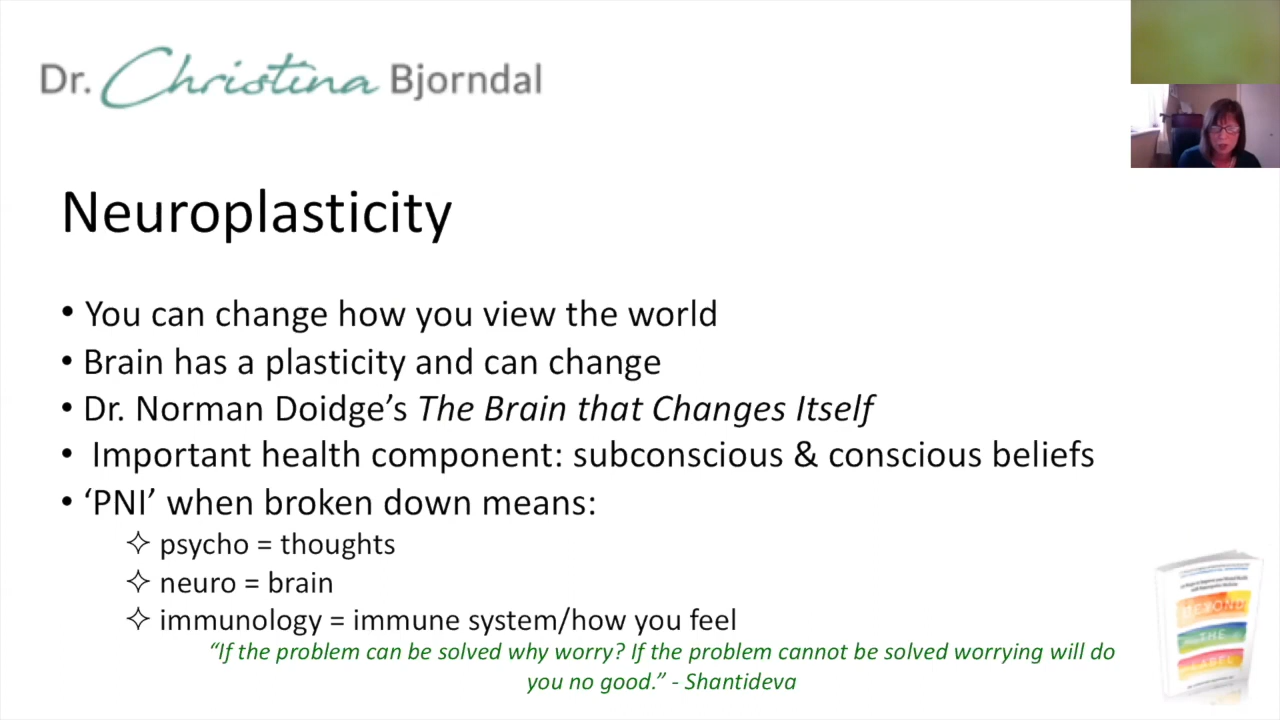 Dr. Christina Bjorndal
Neuroplasticity
• You can change how you view the world
• Brain has a plasticity and can change
• Dr. Norman Doidge’s The Brain that Changes Itself
• Important health component: subconscious & conscious beliefs
• ‘PNI’ when broken down means:
✧ psycho = thoughts
✧ neuro = brain
✧ immunology = immune system/how you feel
“If the problem can be solved why worry? If the problem cannot be solved worrying will do
you no good.” - Shantideva
BEYOND
THE
LABEL